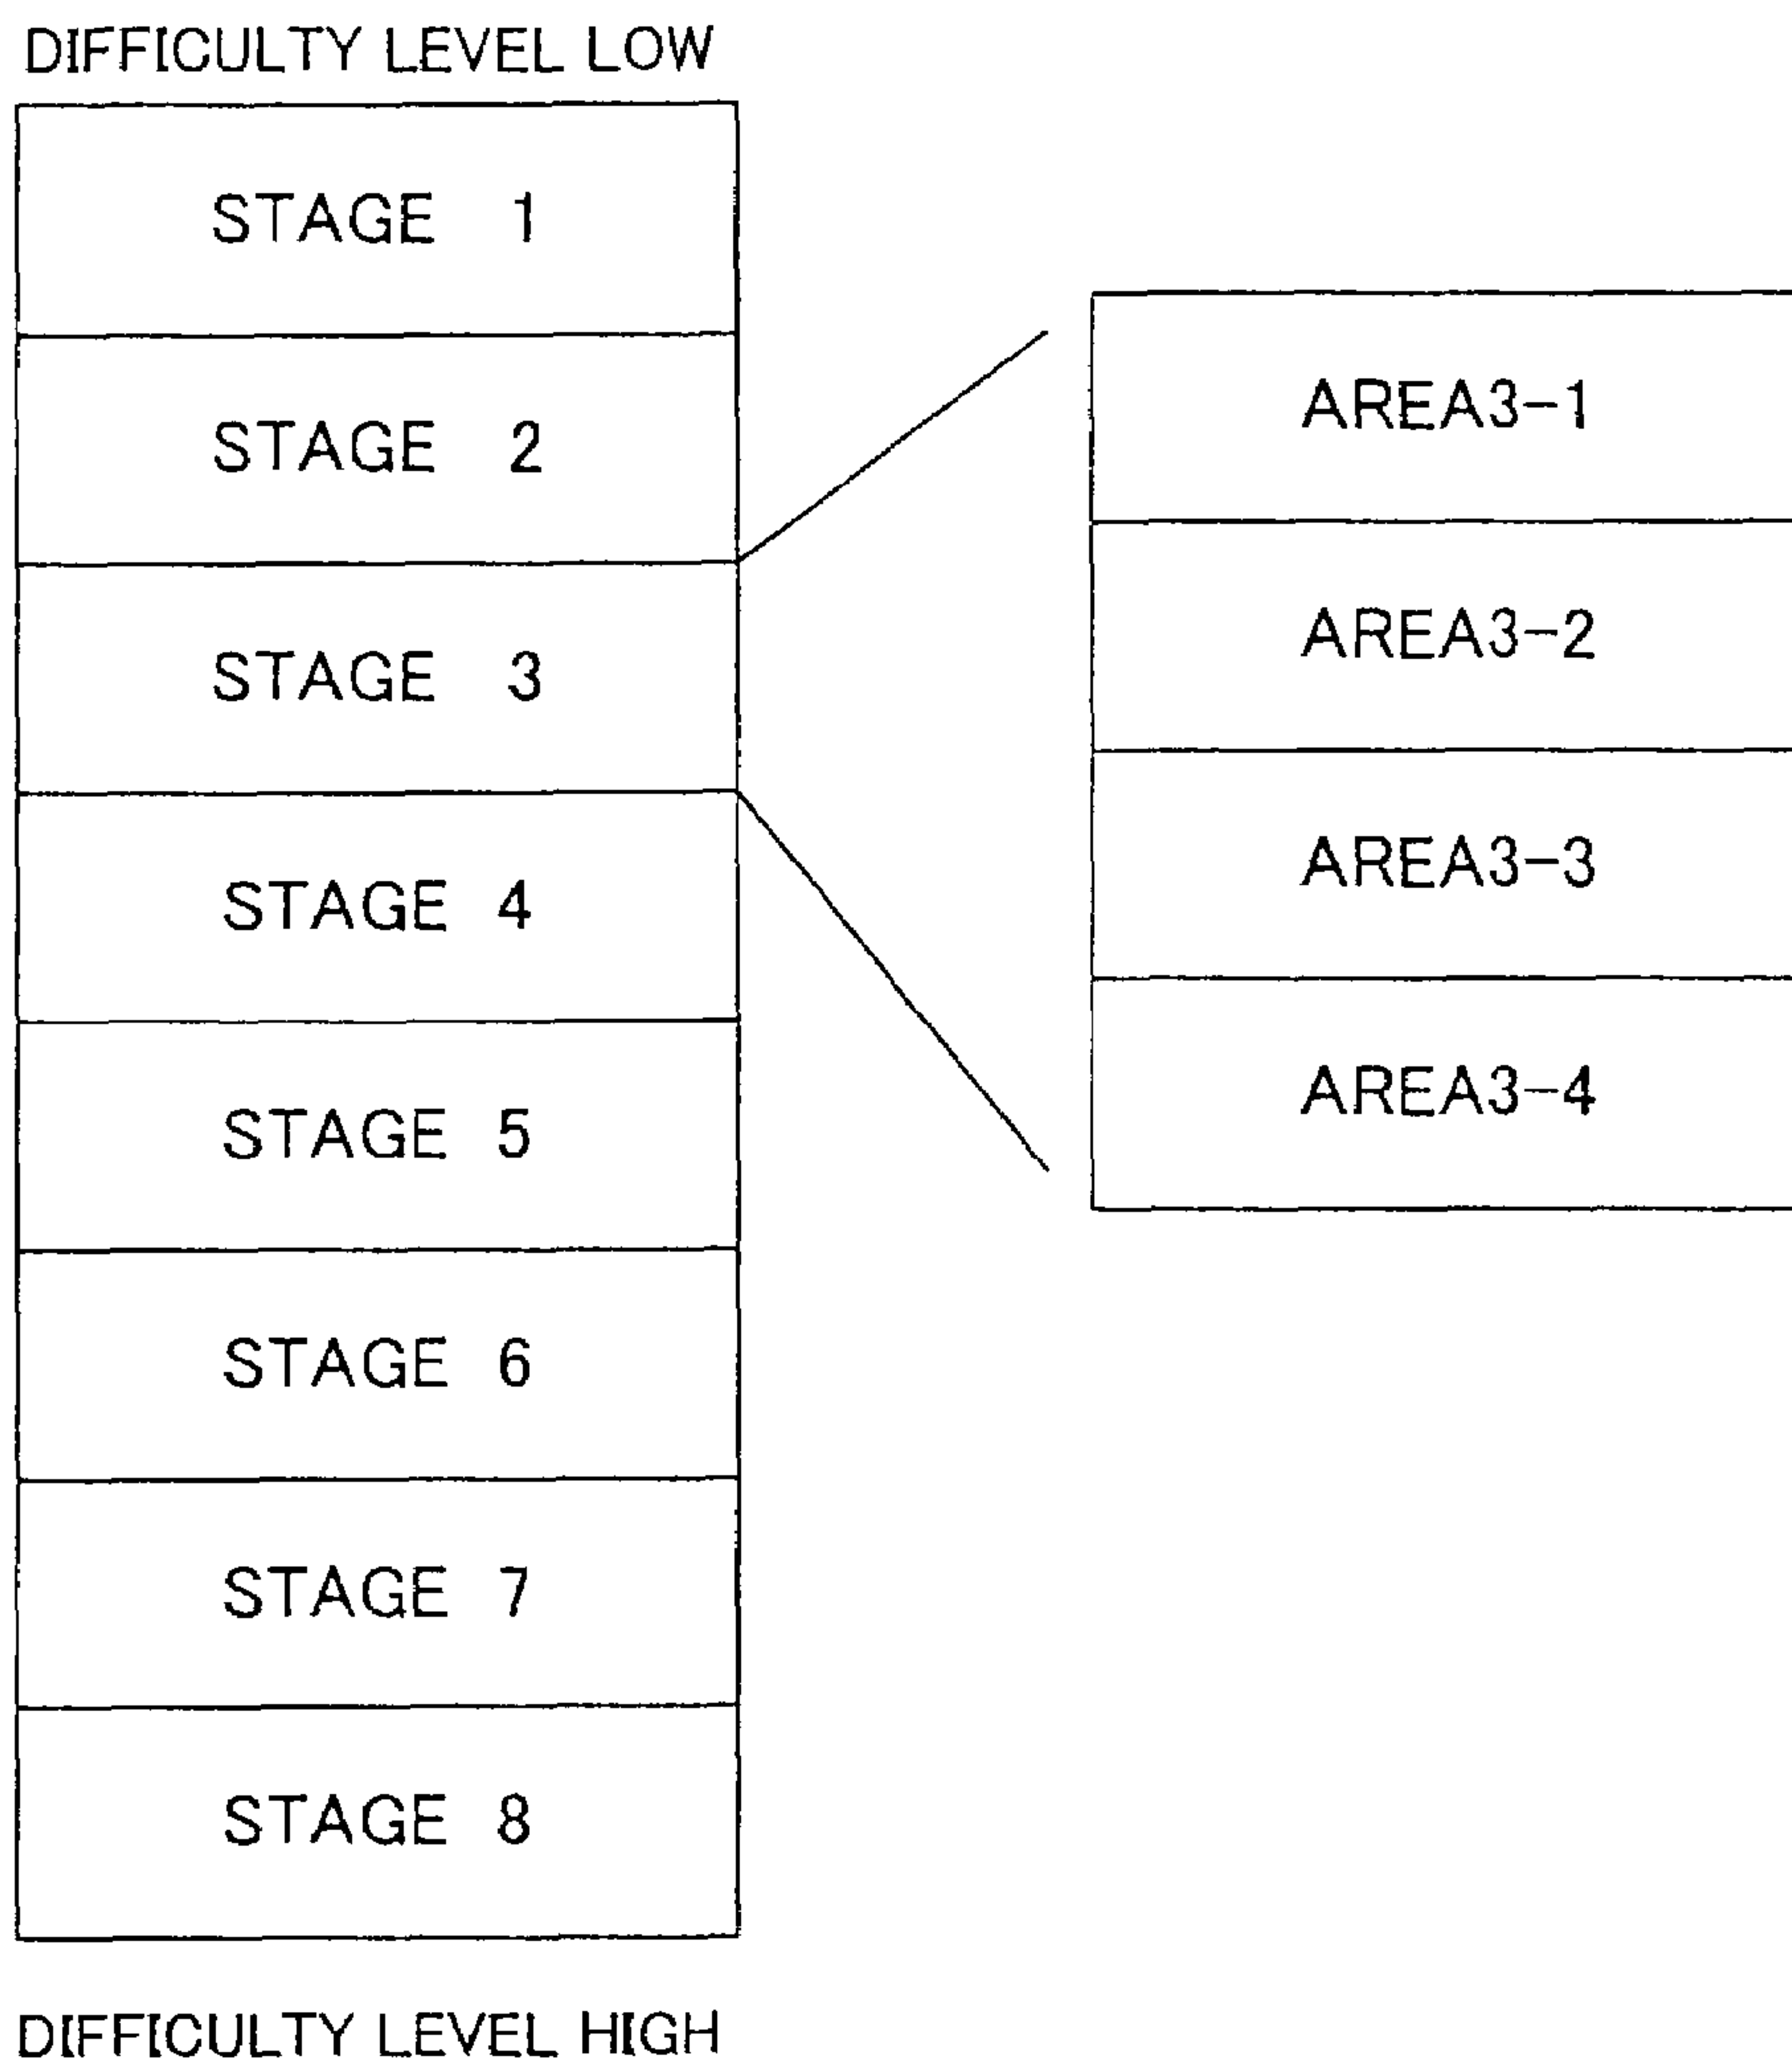 DIFFICULTY LEVEL LOW
STAGE 1
STAGE 2
STAGE 3
STAGE 4
STAGE 5
STAGE 6
STAGE 7
STAGE 8
DIFFICULTY LEVEL HIGH
AREA3-1
AREA3-2
AREA3-3
AREA3-4